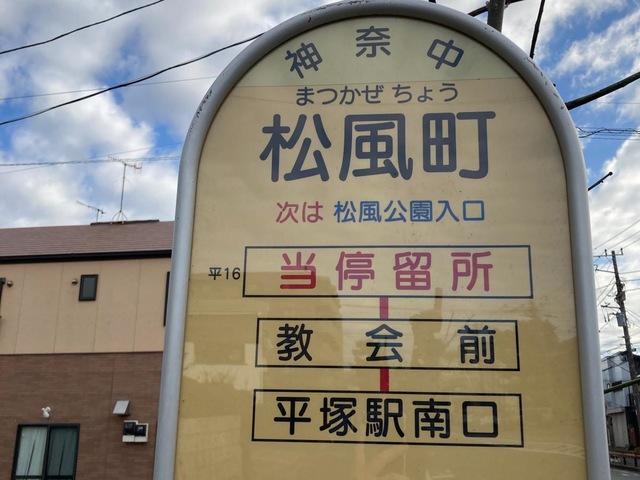 神奈中
まつかぜ ちょう
松風町
次は 松風公園入口
平16 当停留所
教会前
平塚駅南口